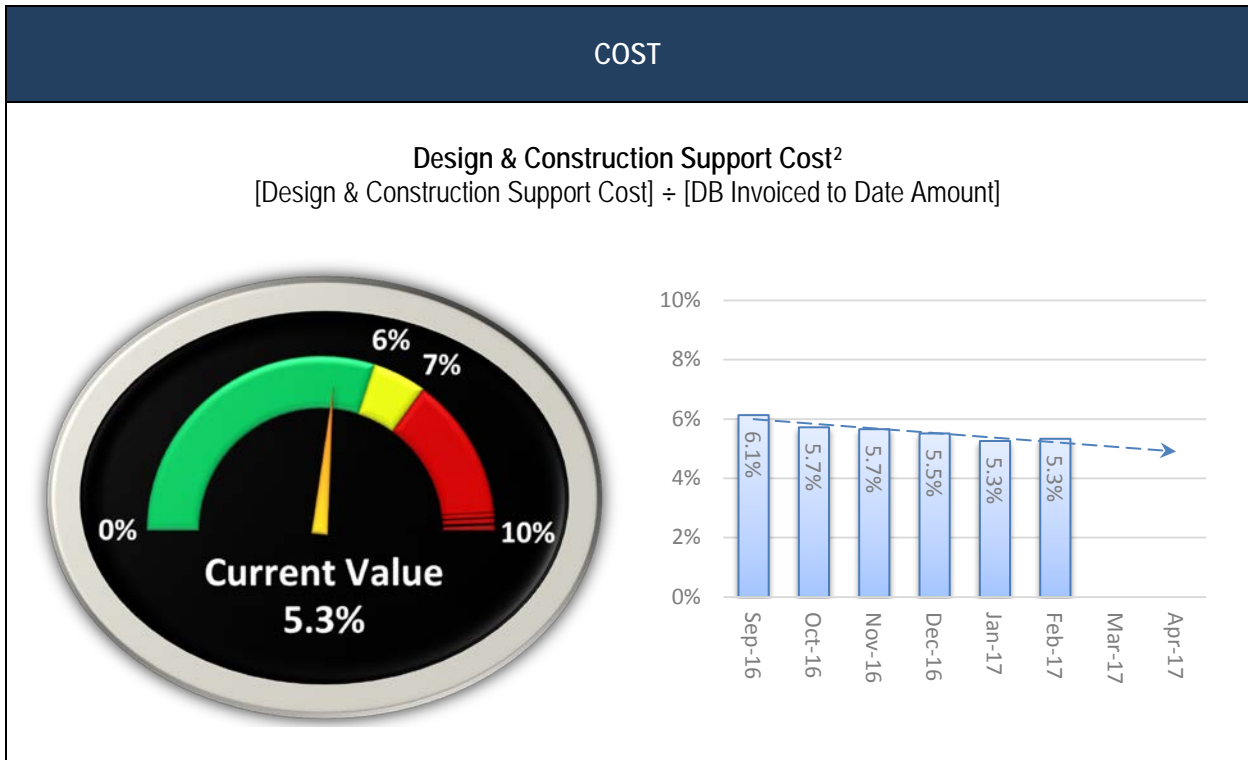 COST
Design & Construction Support Cost²
[Design & Construction Support Cost] ÷ [DB Invoiced to Date Amount]
6%
7%
0%
10%
Current Value
5.3%
10%
8%
6%
4%
2%
0%
6.1%
5.7%
5.7%
5.5%
5.3%
5.3%
Sep-16
Oct-16
Nov-16
Dec-16
Jan-17
Feb-17
Mar-17
Apr-17